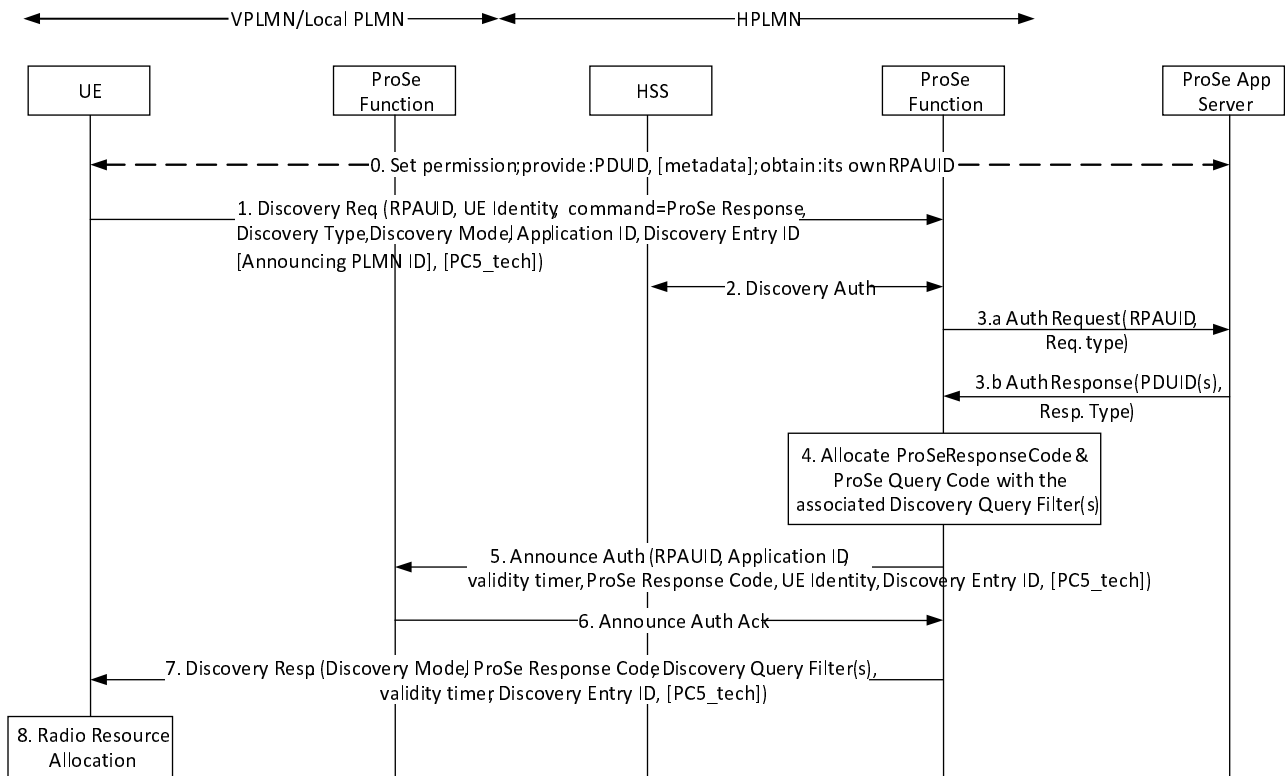 VPLMN/Local PLMN
HPLMN
UE
ProSe
Function
HSS
ProSe
Function
ProSe App
Server
0. Set permission; provide: PDUID, [metadata]; obtain: its own RPAUID
1. Discovery Req. (RPAUID, UE Identity, command=ProSe Response,
Discovery Type, Discovery Mode, Application ID, Discovery Entry ID
[Announcing PLMN ID], [PC5_tech])
2. Discovery Auth
3.a Auth Request (RPAUID,
Req. type)
3.b Auth Response (PDUID(s),
Resp. Type)
4. Allocate ProSe Response Code &
ProSe Query Code with the
associated Discovery Query Filter(s)
5. Announce Auth. (RPAUID, Application ID,
validity timer, ProSe Response Code, UE Identity, Discovery Entry ID, [PC5_tech])
6. Announce Auth Ack
7. Discovery Resp. (Discovery Mode, ProSe Response Code, Discovery Query Filter(s),
validity timer, Discovery Entry ID, [PC5_tech])
8. Radio Resource
Allocation